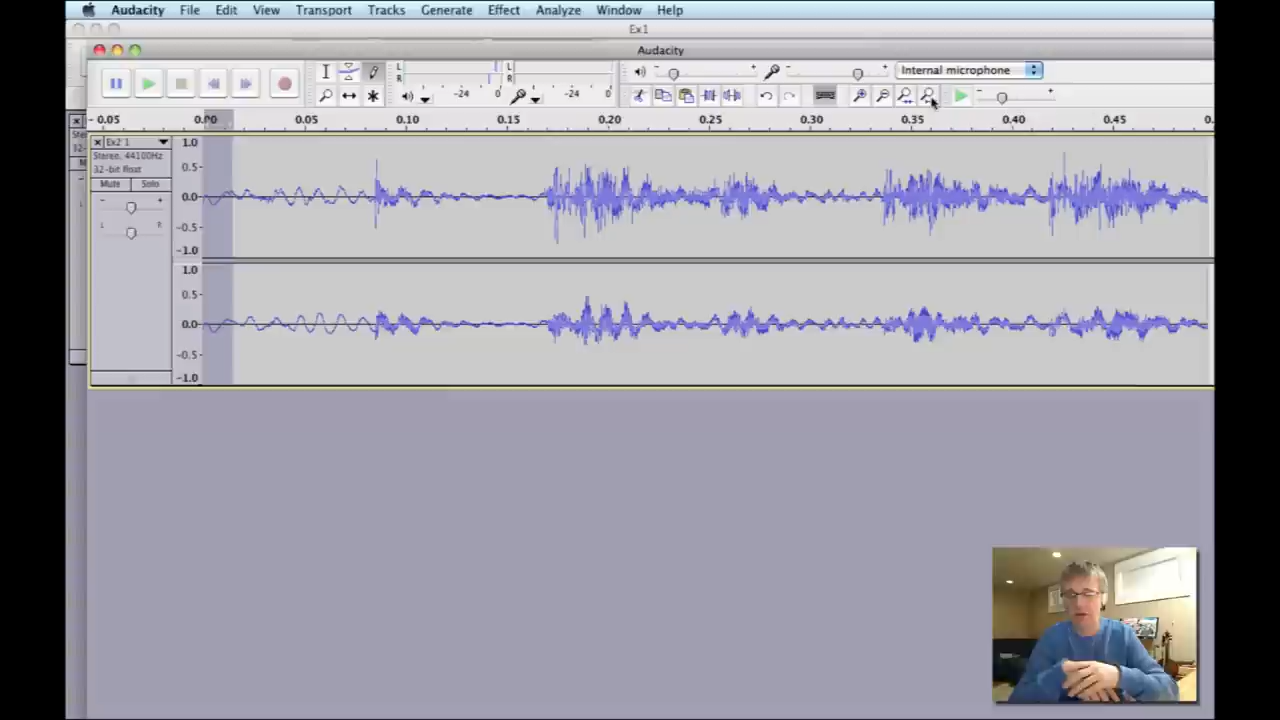 Audacity File Edit View Transport Tracks Generate Effect Analyze Window Help
Ex1
Audacity
L R -24 0 -24 0 L R - + - + Internal microphone
- +
- 0.05 0.00 0.05 0.10 0.15 0.20 0.25 0.30 0.35 0.40 0.45 0.
Ex2 1
Stereo, 44100Hz
32-bit float
Mute Solo
- +
L R
1.0
0.5
0.0
-0.5
-1.0
1.0
0.5
0.0
-0.5
-1.0